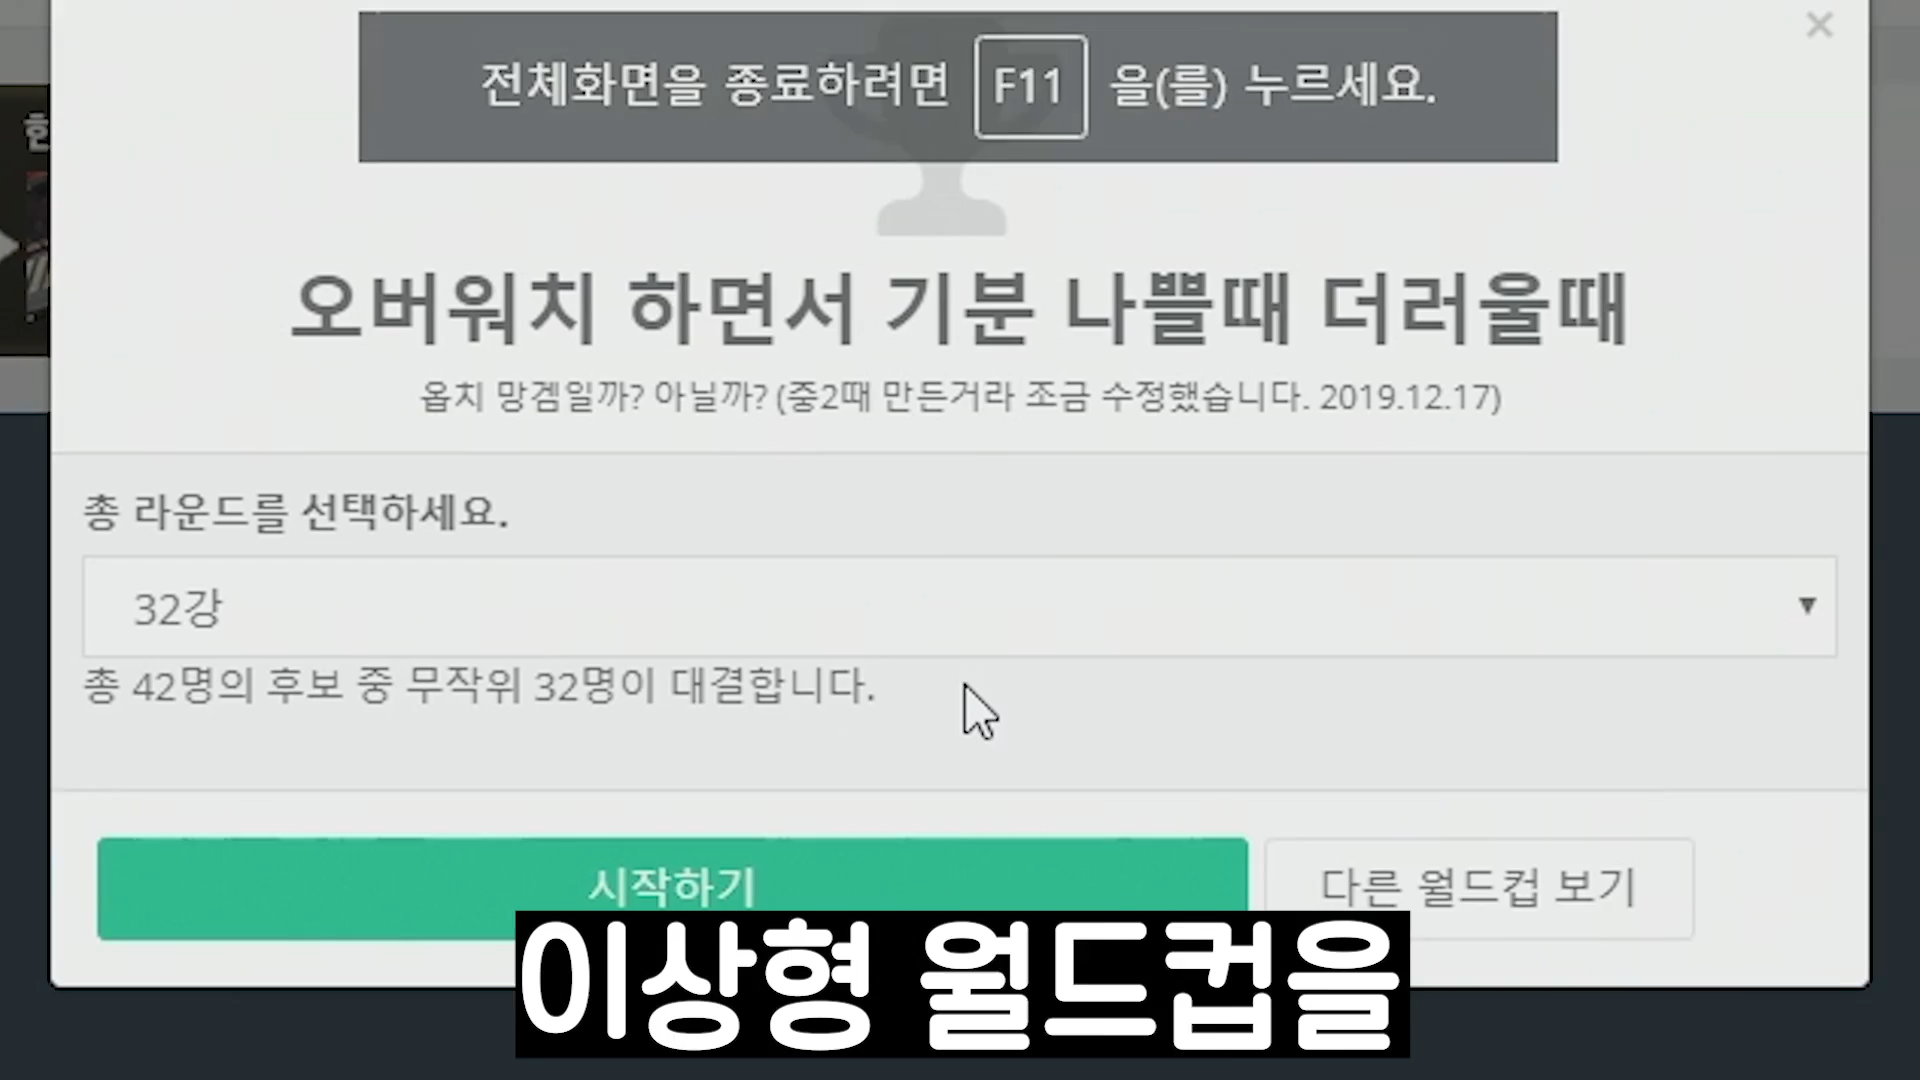 전체화면을 종료하려면 F11 을(를) 누르세요.
오버워치 하면서 기분 나쁠때 더러울때
옵치 망겜일까? 아닐까? (중2때 만든거라 조금 수정했습니다. 2019.12.17)
총 라운드를 선택하세요.
32강
총 42명의 후보 중 무작위 32명이 대결합니다.
시작하기
다른 월드컵 보기
이상형 월드컵을